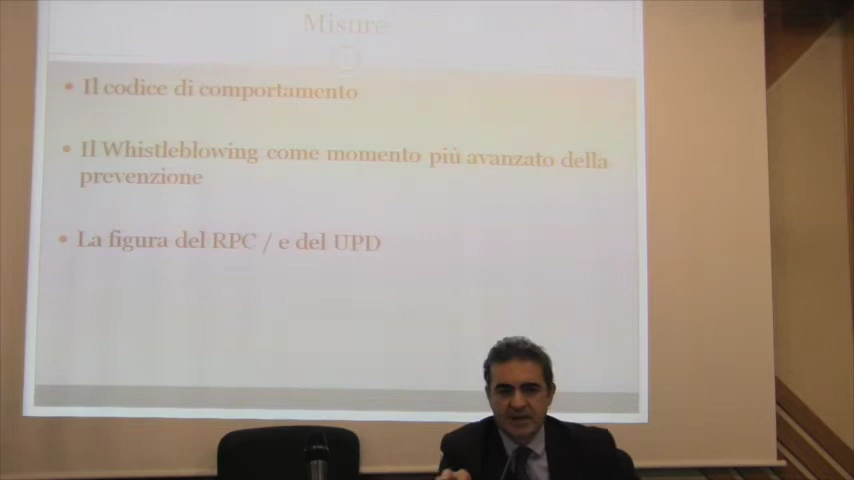 Misure
• Il codice di comportamento
• Il Whistleblowing come momento più avanzato della
prevenzione
• La figura del RPC / e del UPD